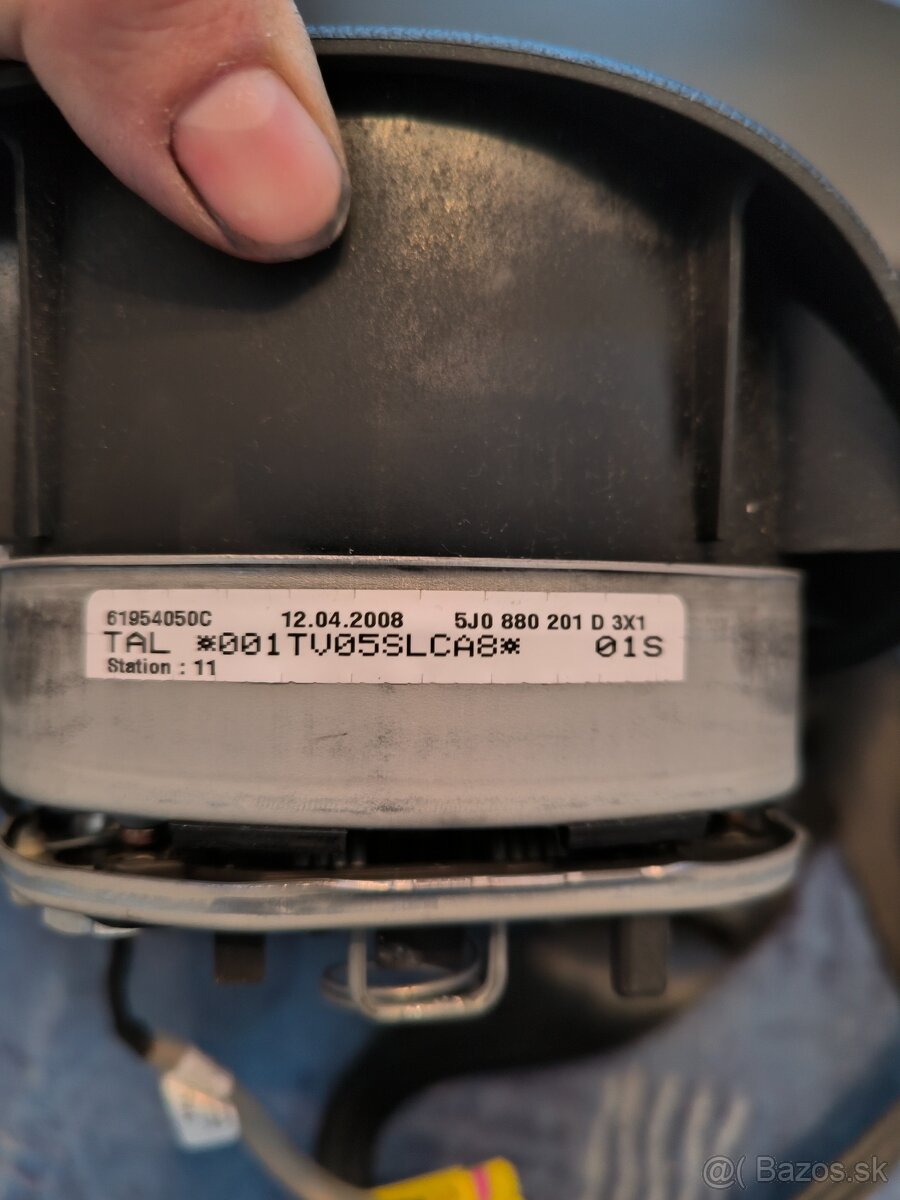 61954050C 12.04.2008 5J0 880 201 D 3X1
TAL *001TV05SLCA8* 01S
Station : 11
@( Bazos.sk